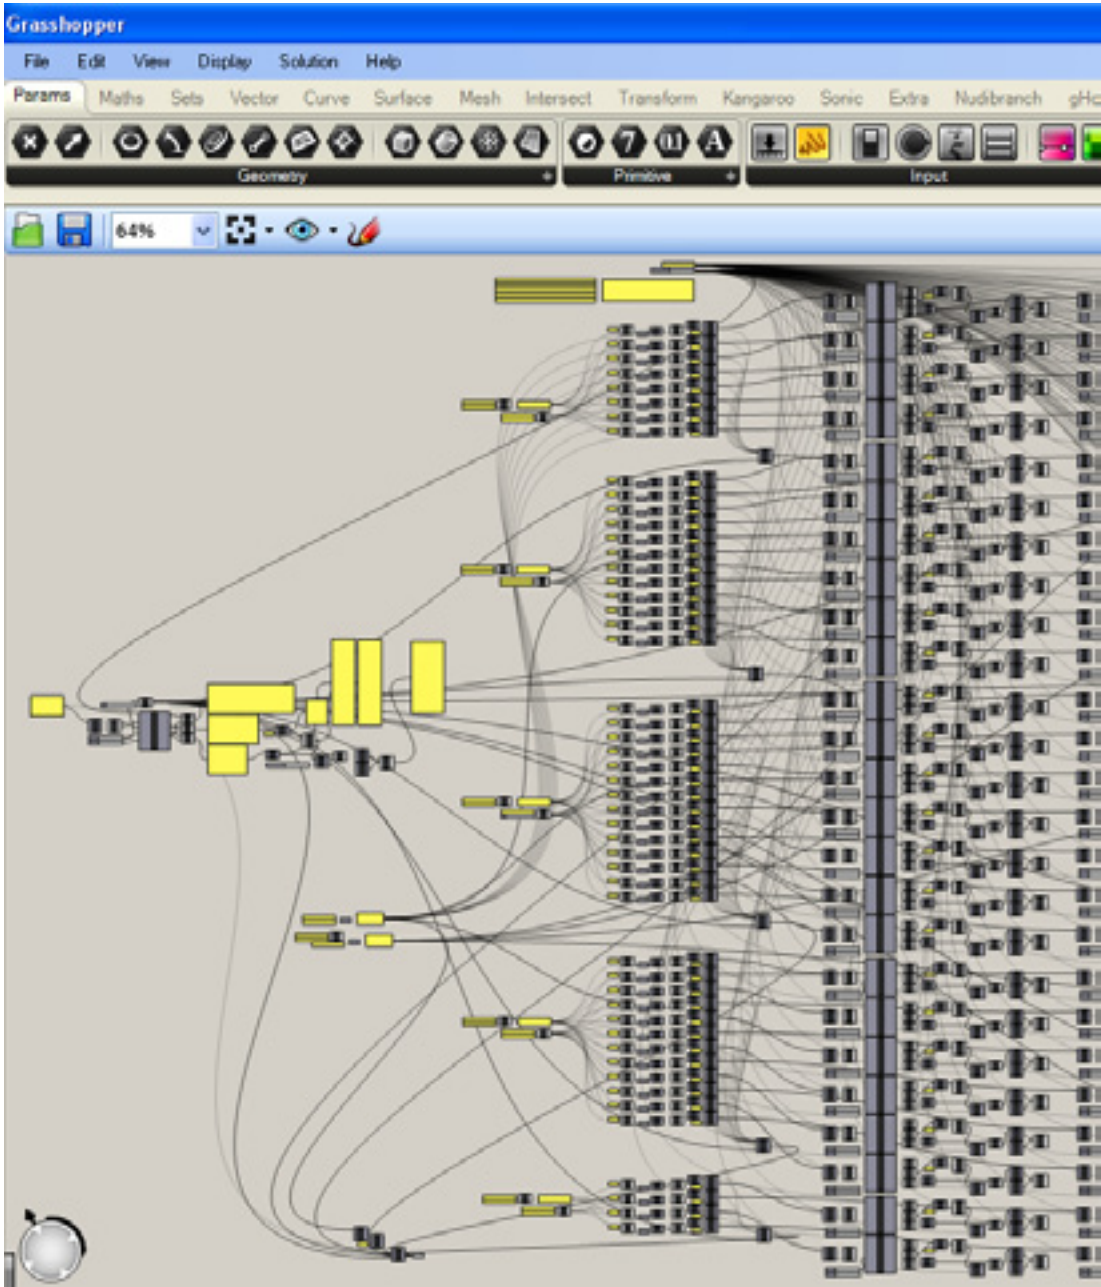 Grasshopper
File Edit View Display Solution Help
Params Maths Sets Vector Curve Surface Mesh Intersect Transform Kangaroo Sonic Extra Nudibranch gHc
Geometry Primitive Input
64%